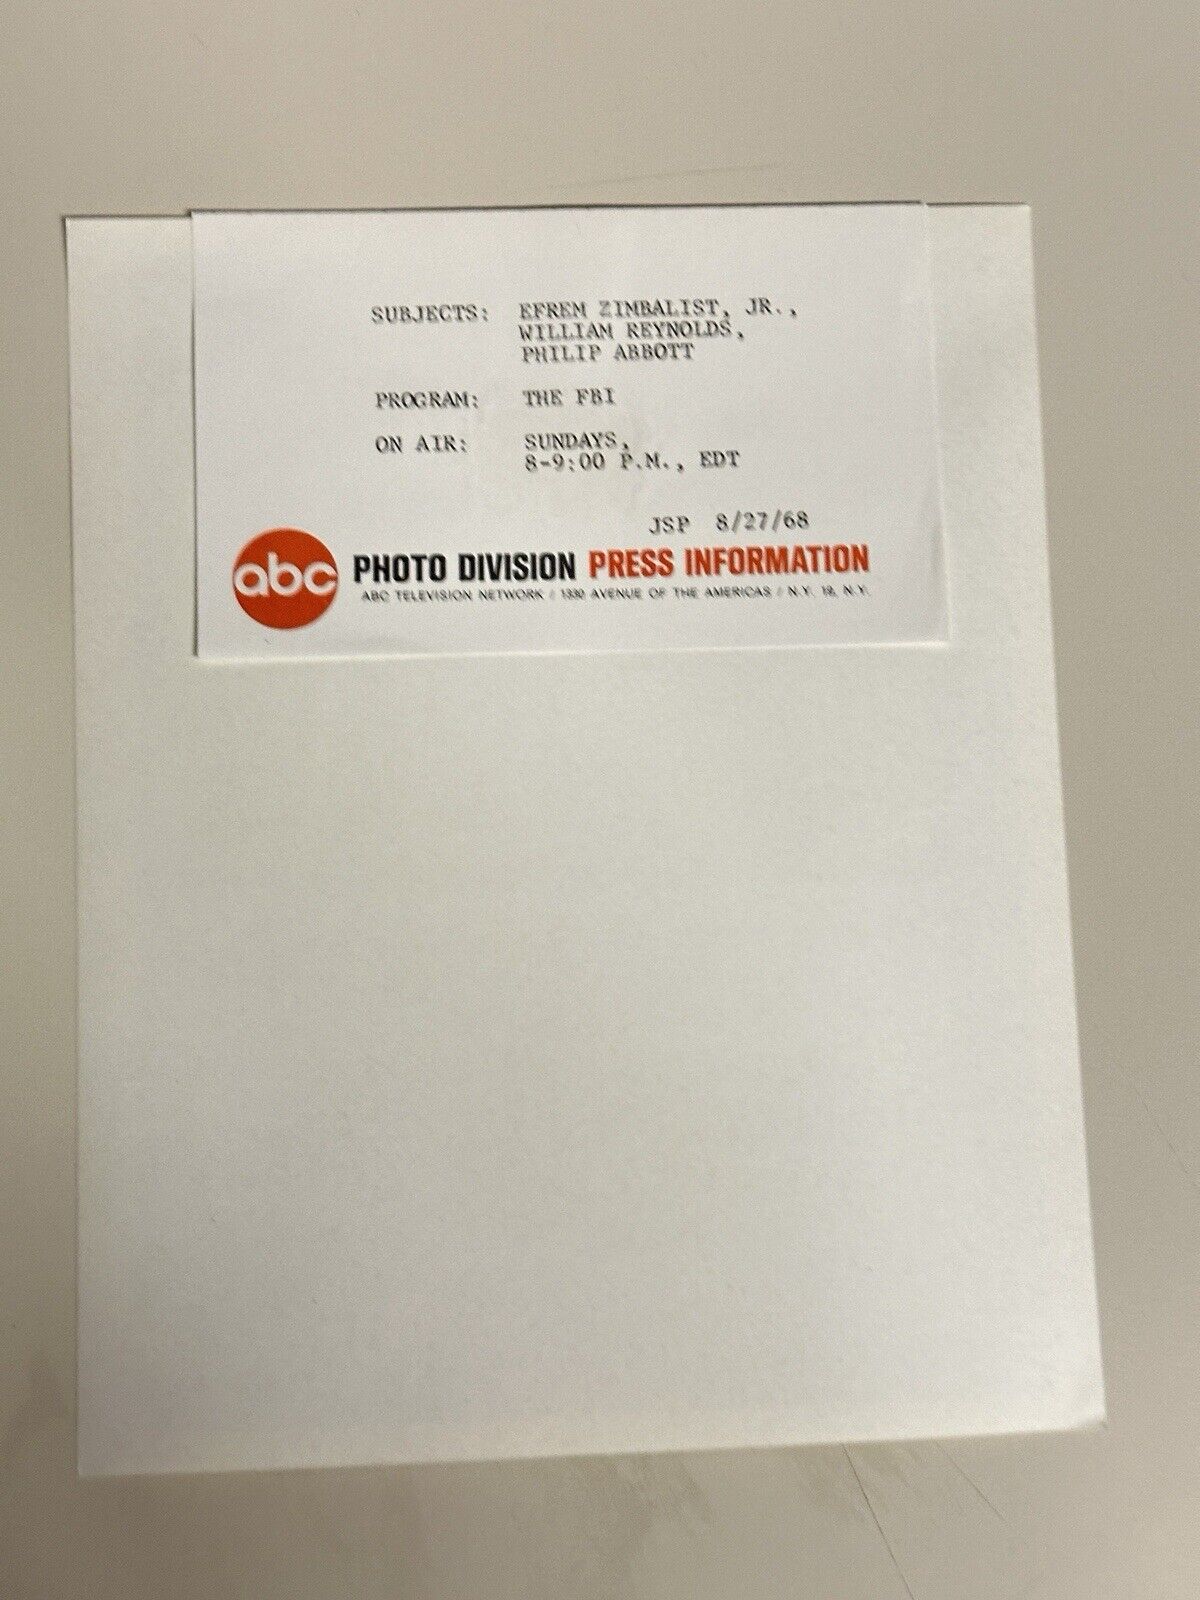 SUBJECTS: EFREM ZIMBALIST, JR.,
WILLIAM REYNOLDS,
PHILIP ABBOTT
PROGRAM: THE FBI
ON AIR: SUNDAYS,
8-9:00 P.M., EDT
JSP 8/27/68
abc PHOTO DIVISION PRESS INFORMATION
ABC TELEVISION NETWORK / 1330 AVENUE OF THE AMERICAS / N.Y. 19, N.Y.